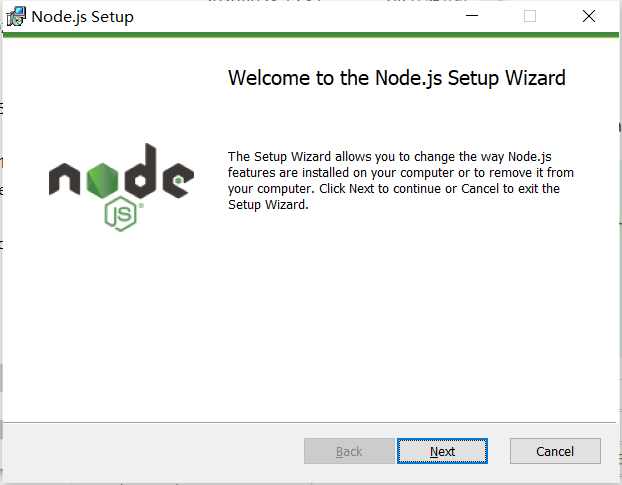 Node.js Setup
Welcome to the Node.js Setup Wizard
node
JS
The Setup Wizard allows you to change the way Node.js
features are installed on your computer or to remove it from
your computer. Click Next to continue or Cancel to exit the
Setup Wizard.
Back
Next
Cancel